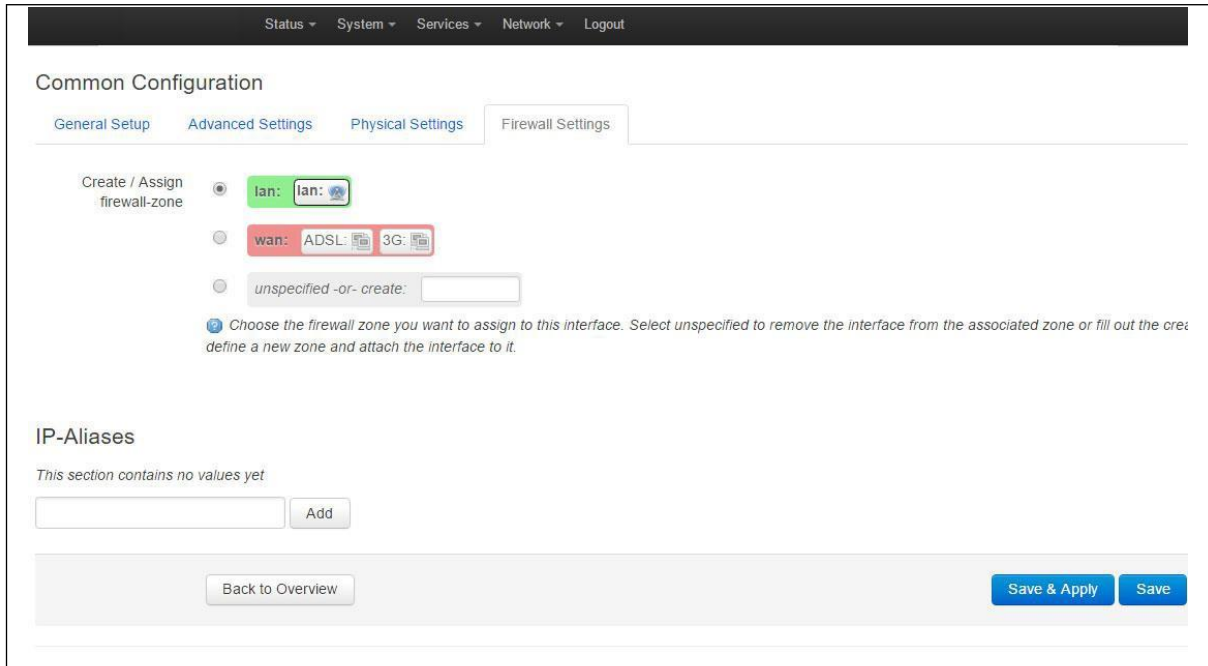 Status System Services Network Logout
Common Configuration
General Setup Advanced Settings Physical Settings Firewall Settings
Create / Assign
firewall-zone
lan: lan:
wan: ADSL: 3G:
unspecified -or- create:
Choose the firewall zone you want to assign to this interface. Select unspecified to remove the interface from the associated zone or fill out the
define a new zone and attach the interface to it.
IP-Aliases
This section contains no values yet
Add
Back to Overview Save & Apply Save